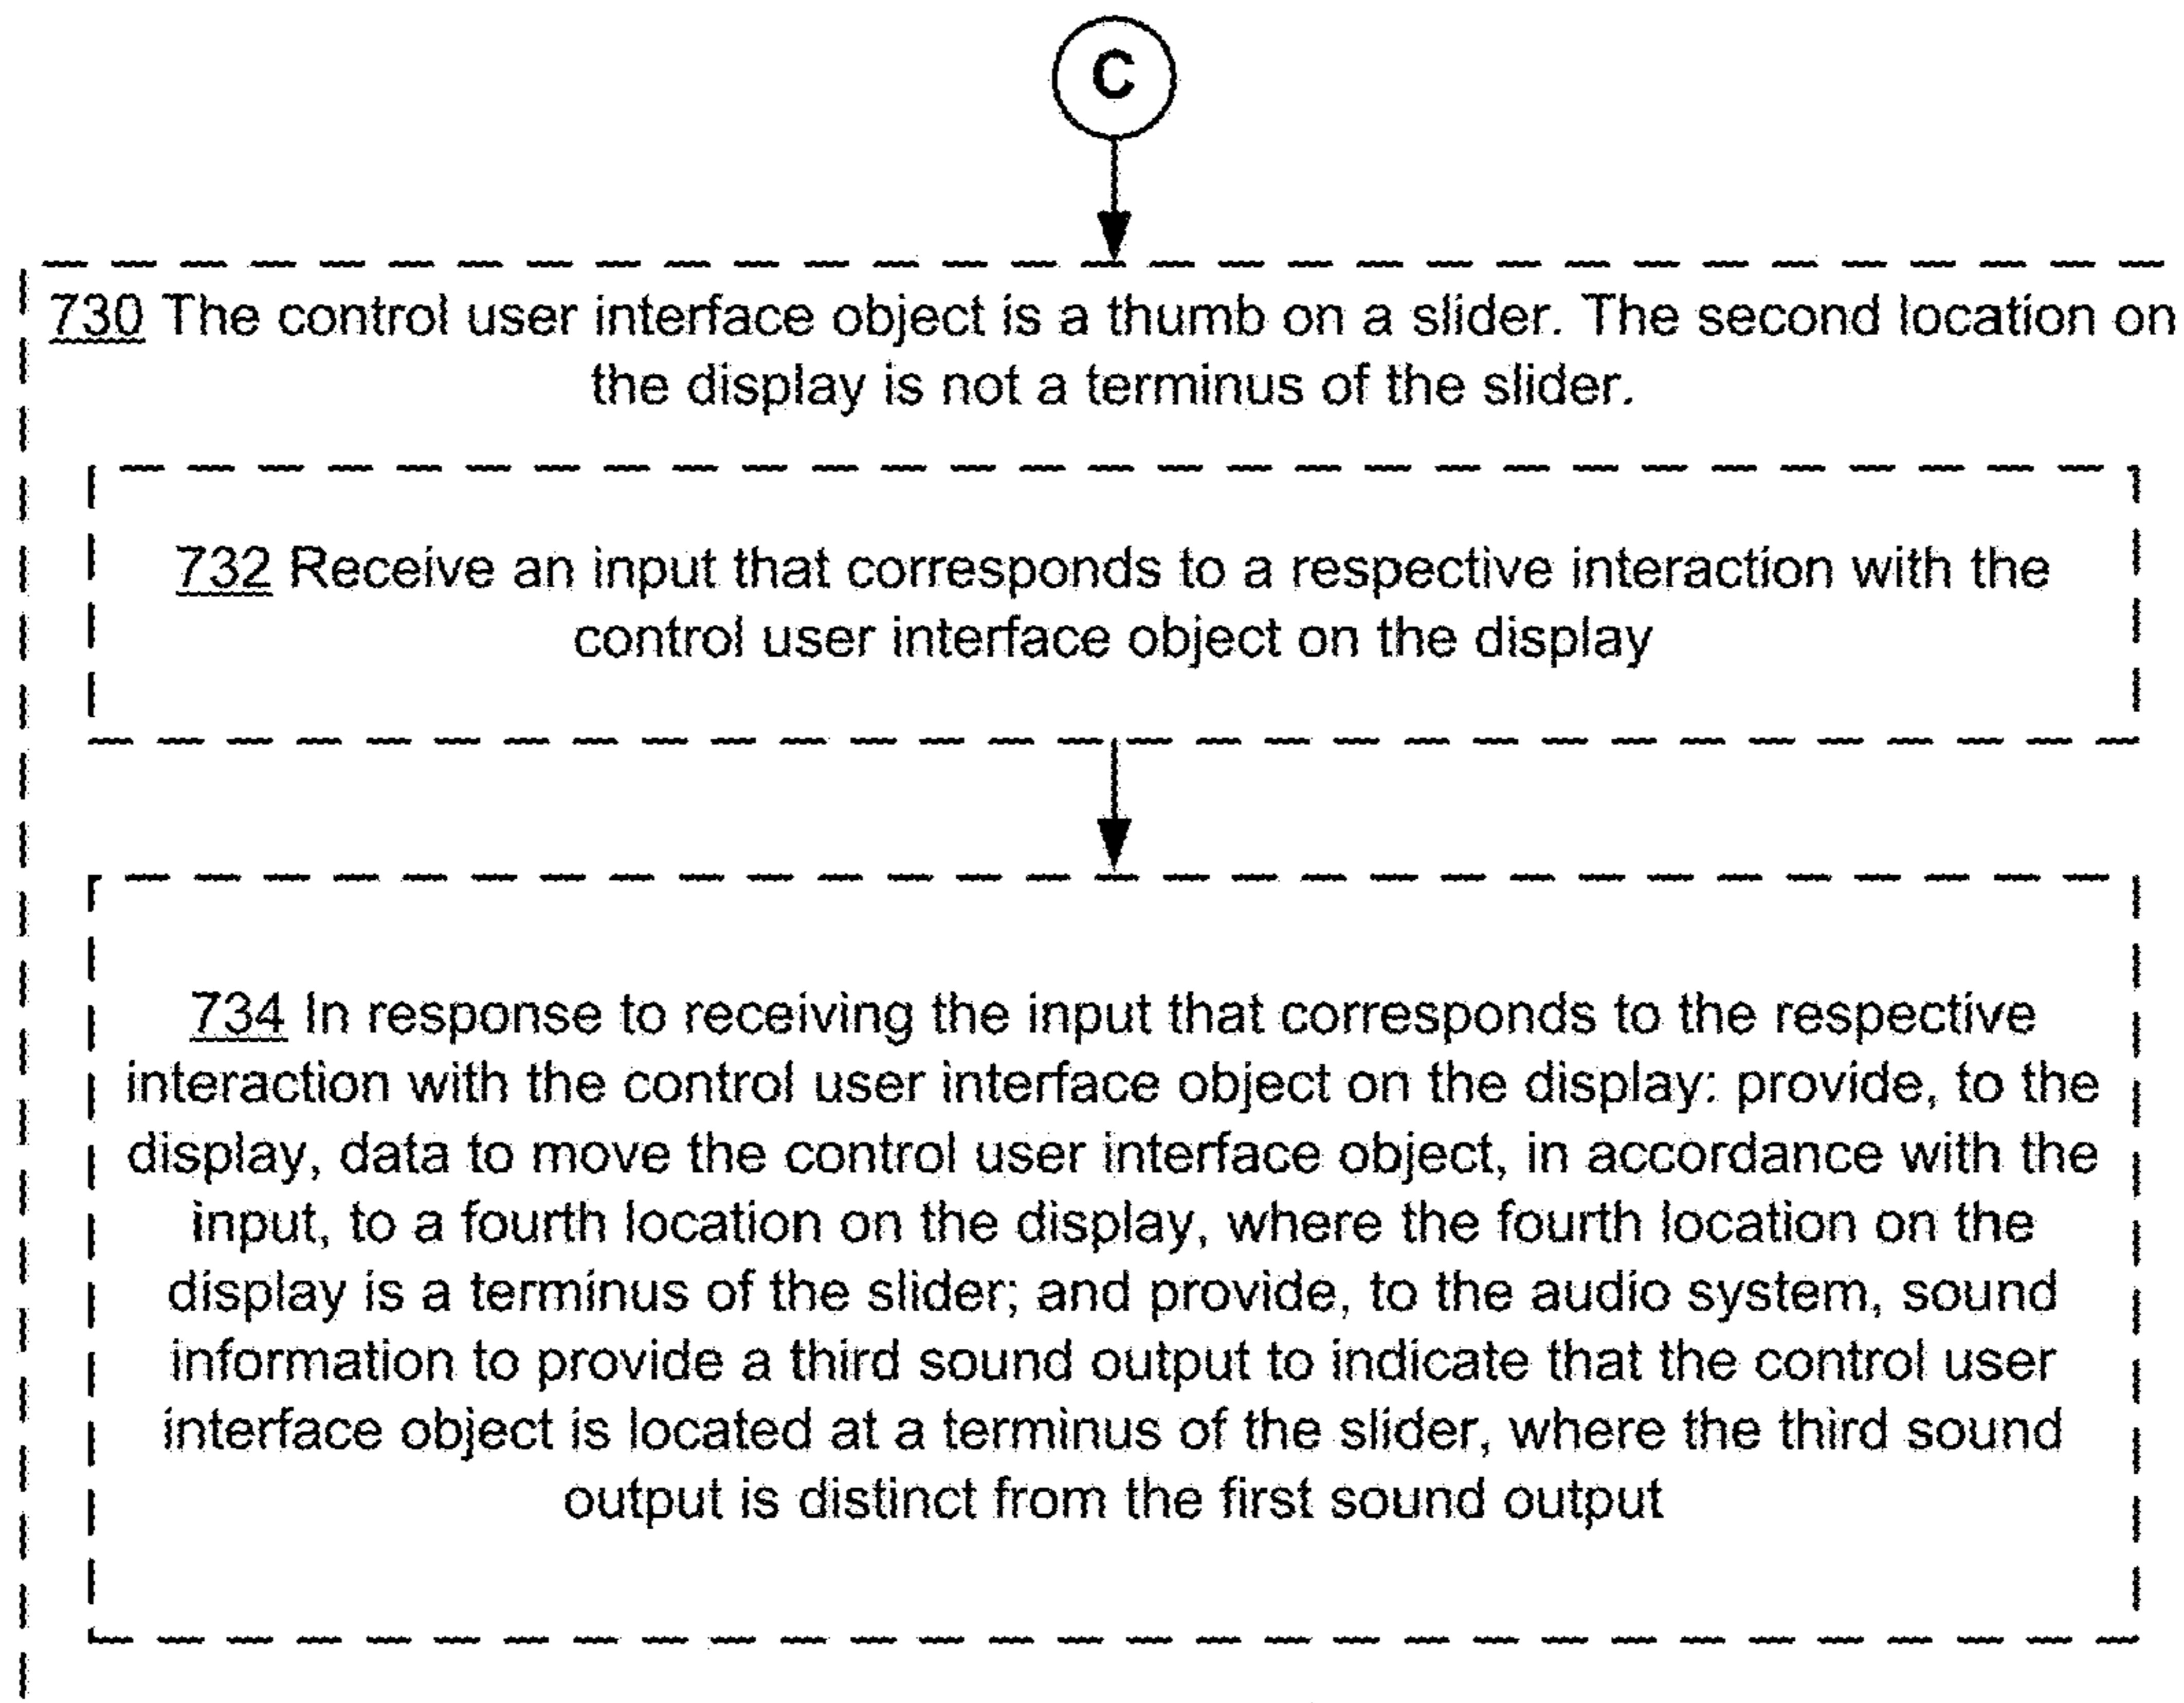 C
730 The control user interface object is a thumb on a slider. The second location on
the display is not a terminus of the slider.
732 Receive an input that corresponds to a respective interaction with the
control user interface object on the display
734 In response to receiving the input that corresponds to the respective
interaction with the control user interface object on the display: provide, to the
display, data to move the control user interface object, in accordance with the
input, to a fourth location on the display, where the fourth location on the
display is a terminus of the slider; and provide, to the audio system, sound
information to provide a third sound output to indicate that the control user
interface object is located at a terminus of the slider, where the third sound
output is distinct from the first sound output